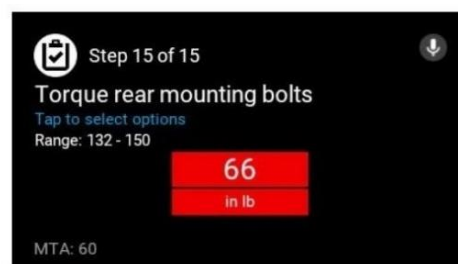 Step 15 of 15
Torque rear mounting bolts
Tap to select options
Range: 132 - 150
66
in lb
MTA: 60